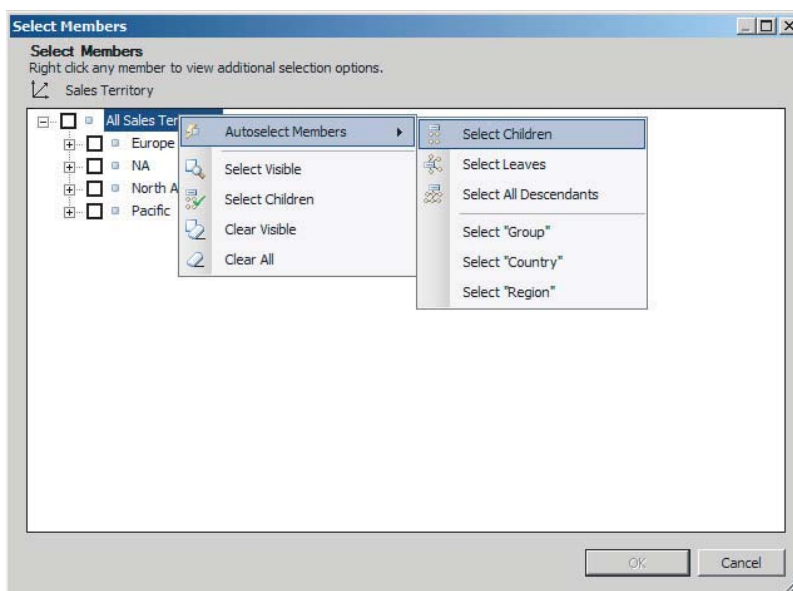 Select Members
Select Members
Right click any member to view additional selection options.
Sales Territory
All Sales Ter
Europe
NA
North A
Pacific
Autoselect Members
Select Visible
Select Children
Clear Visible
Clear All
Select Children
Select Leaves
Select All Descendants
Select "Group"
Select "Country"
Select "Region"
OK
Cancel